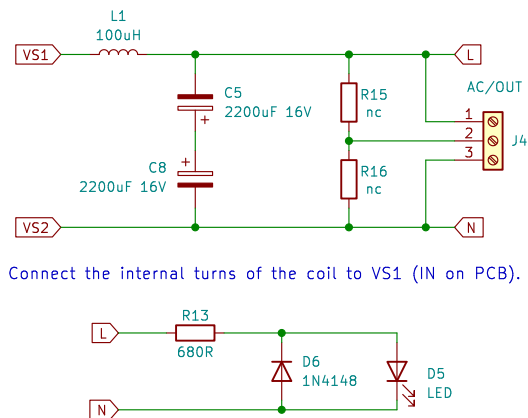 L1
100uH
VS1
L
C5
2200uF 16V
+
R15
nc
AC/OUT
1
2
3
J4
+
C8
2200uF 16V
R16
nc
VS2
N
Connect the internal turns of the coil to VS1 (IN on PCB).
R13
L
680R
D6
1N4148
D5
LED
N